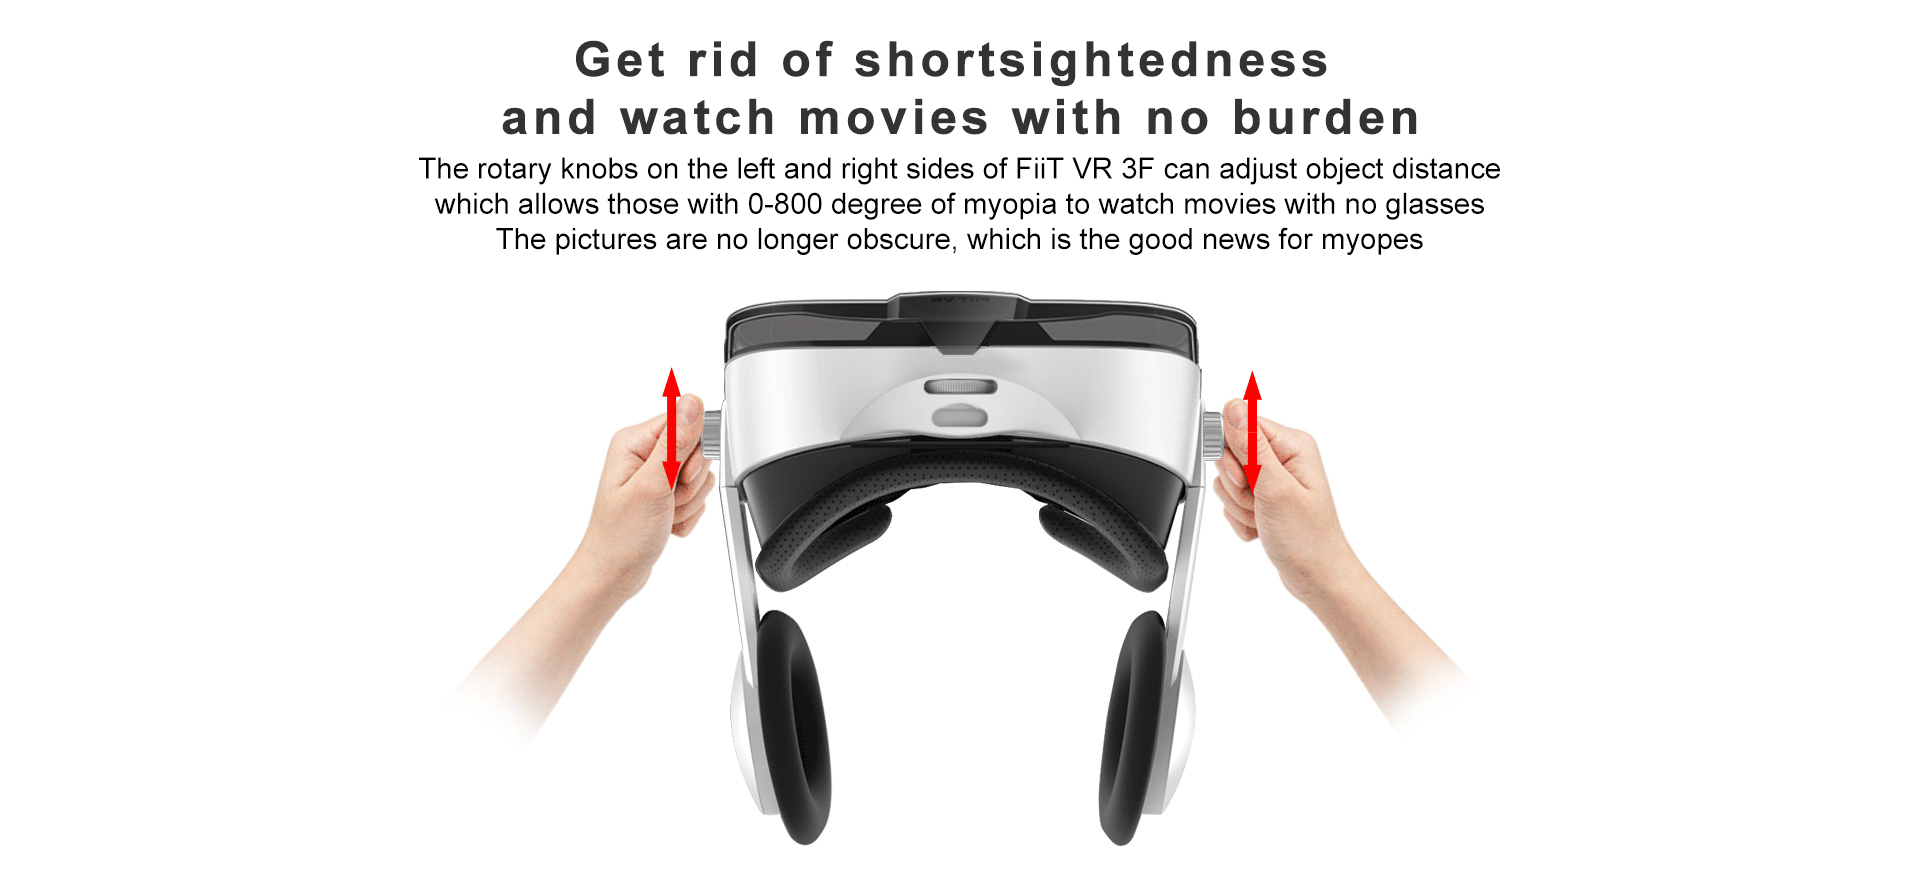 Get rid of shortsightedness
and watch movies with no burden
The rotary knobs on the left and right sides of FiiT VR 3F can adjust object distance
which allows those with 0-800 degree of myopia to watch movies with no glasses
The pictures are no longer obscure, which is the good news for myopes
FIIT VR